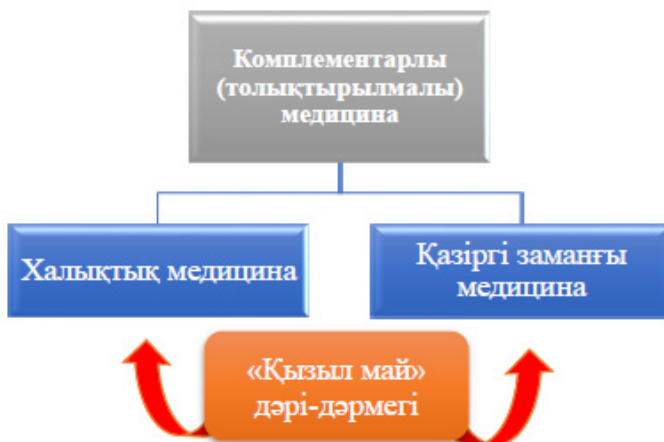 Комплементарлы
(толықтырылмалы)
медицина
Халықтық медицина
Қазіргі заманғы
медицина
«Қызыл май»
дәрі-дәрмегі